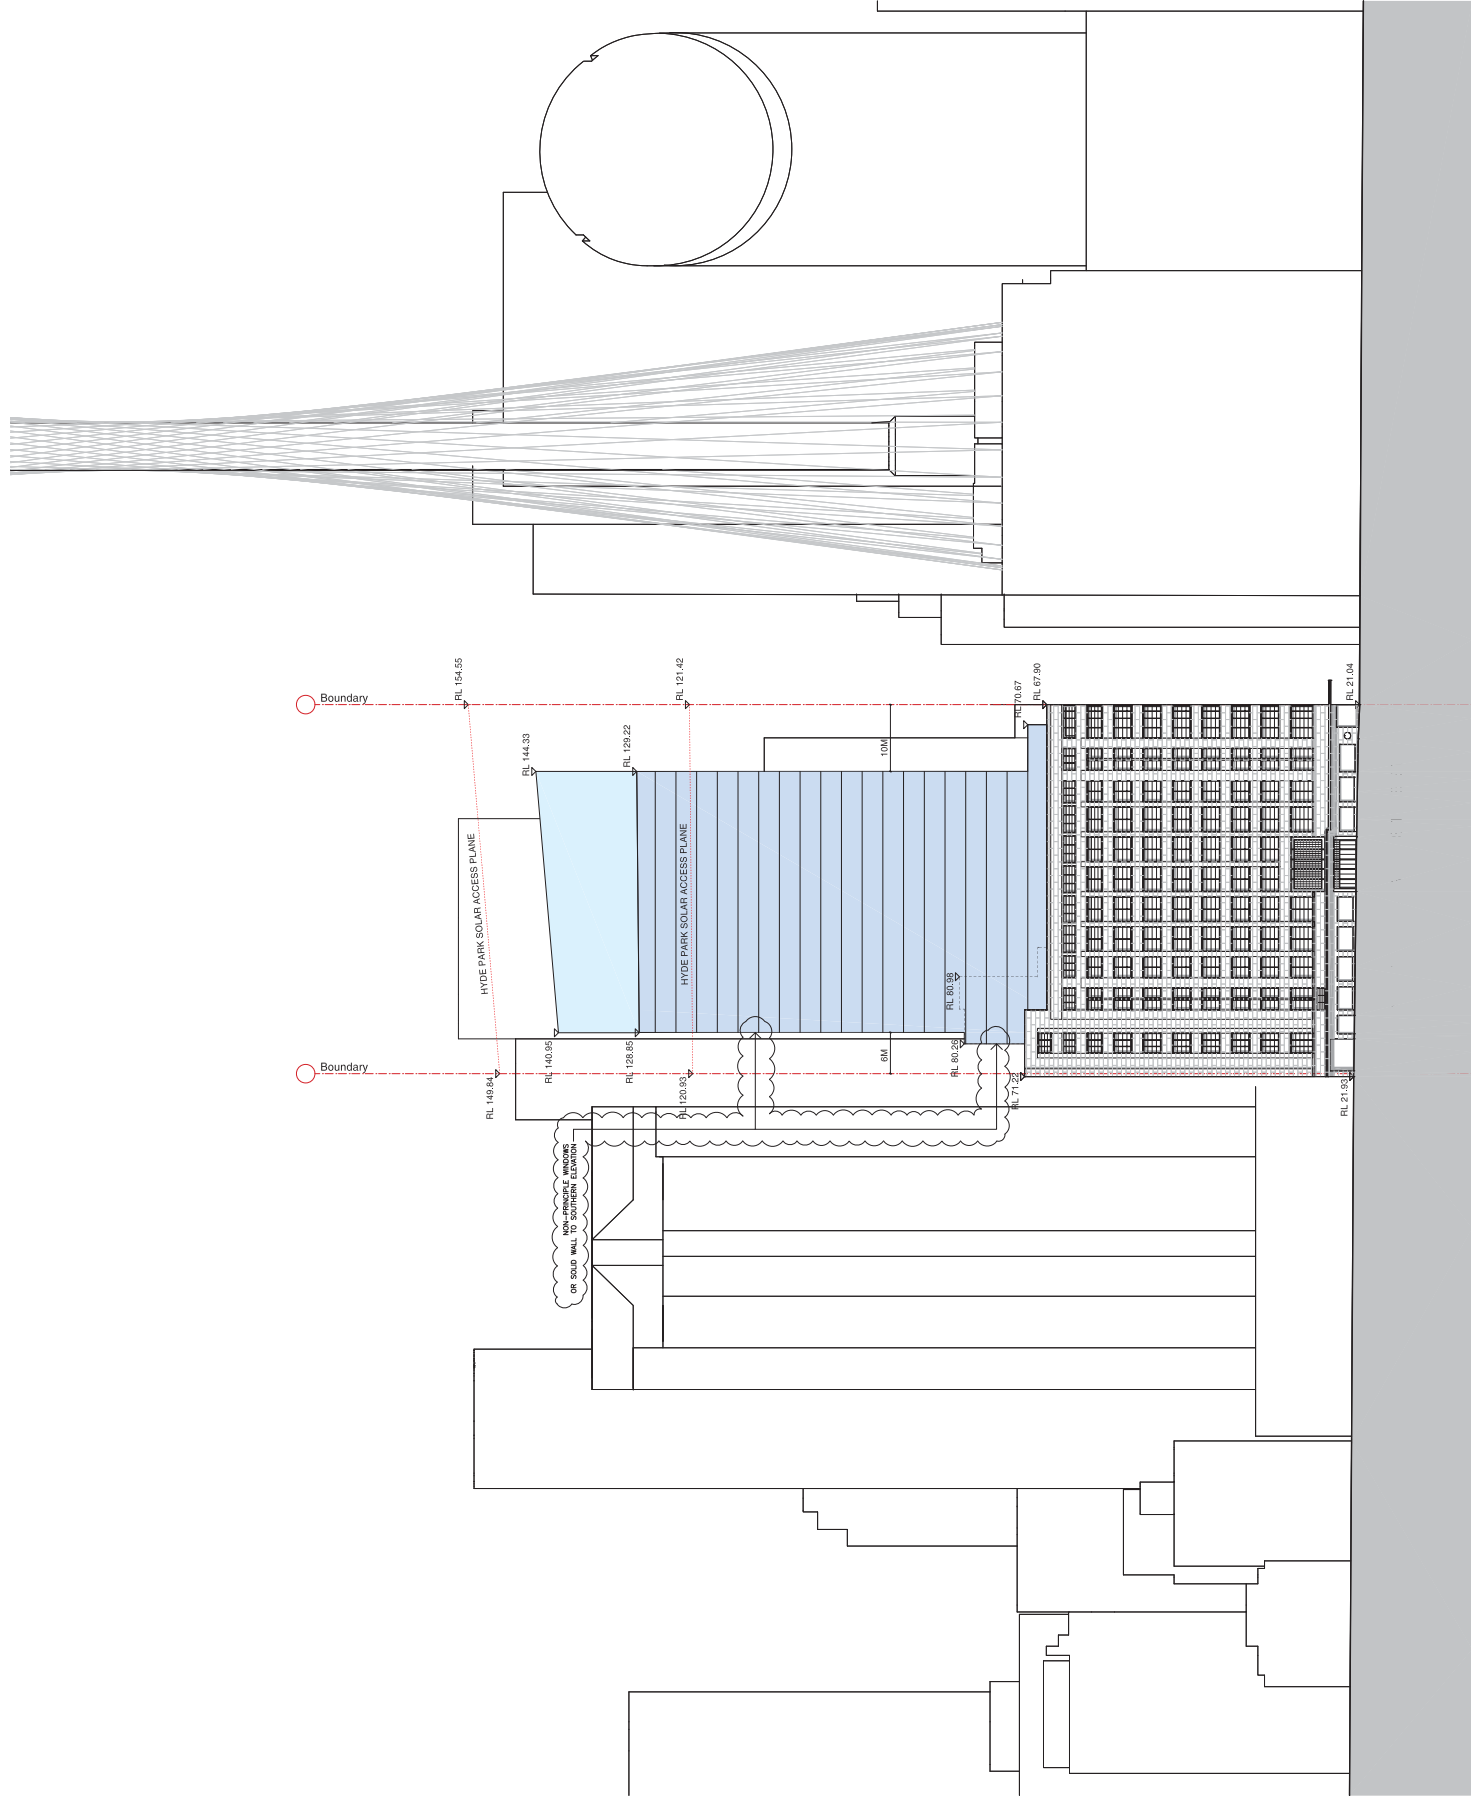 Boundary
RL 154.55
RL 121.42
RL 70.67
RL 67.90
RL 21.04
RL 144.33
RL 129.22
10M
HYDE PARK SOLAR ACCESS PLANE
HYDE PARK SOLAR ACCESS PLANE
RL 80.98
Boundary
RL 149.84
RL 140.95
RL 128.85
RL 120.93
6M
RL 80.26
RL 71.22
RL 21.93
NON-PRINCIPLE WINDOWS
OR SOLID WALL TO SOUTHERN ELEVATION